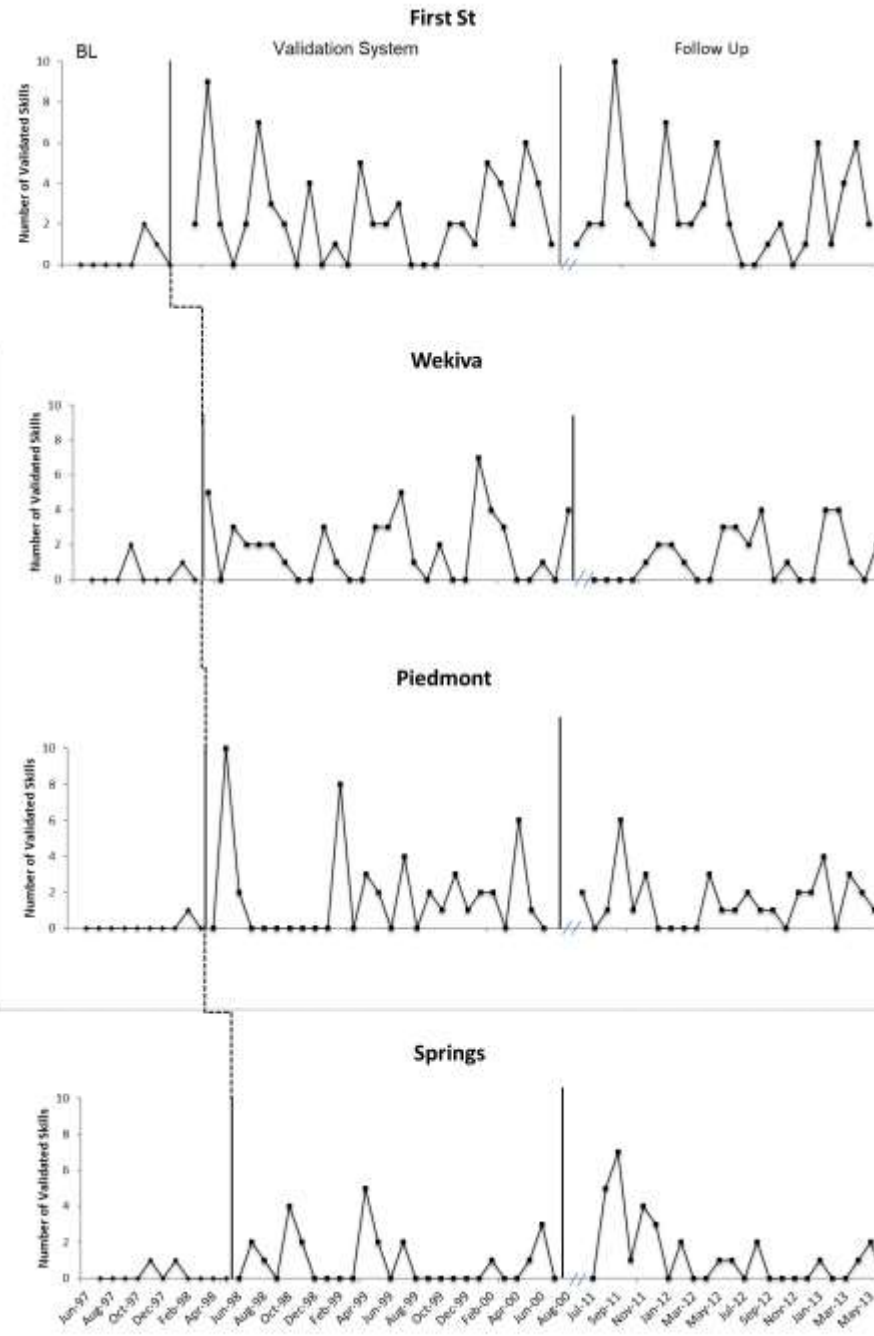 First St
BL Validation System Follow Up
Number of Validated Skills
10
8
6
4
2
0
Wekiva
Number of Validated Skills
10
8
6
4
2
0
Piedmont
Number of Validated Skills
10
8
6
4
2
0
Springs
Number of Validated Skills
10
8
6
4
2
0
Jun-97 Aug-97 Oct-97 Dec-97 Feb-98 Apr-98 Jun-98 Aug-98 Oct-98 Dec-98 Feb-99 Apr-99 Jun-99 Aug-99 Oct-99 Dec-99 Feb-00 Apr-00 Jun-00 Aug-00 Jul-11 Sep-11 Nov-11 Jan-12 Mar-12 May-12 Jul-12 Sep-12 Nov-12 Jan-13 Mar-13 May-13